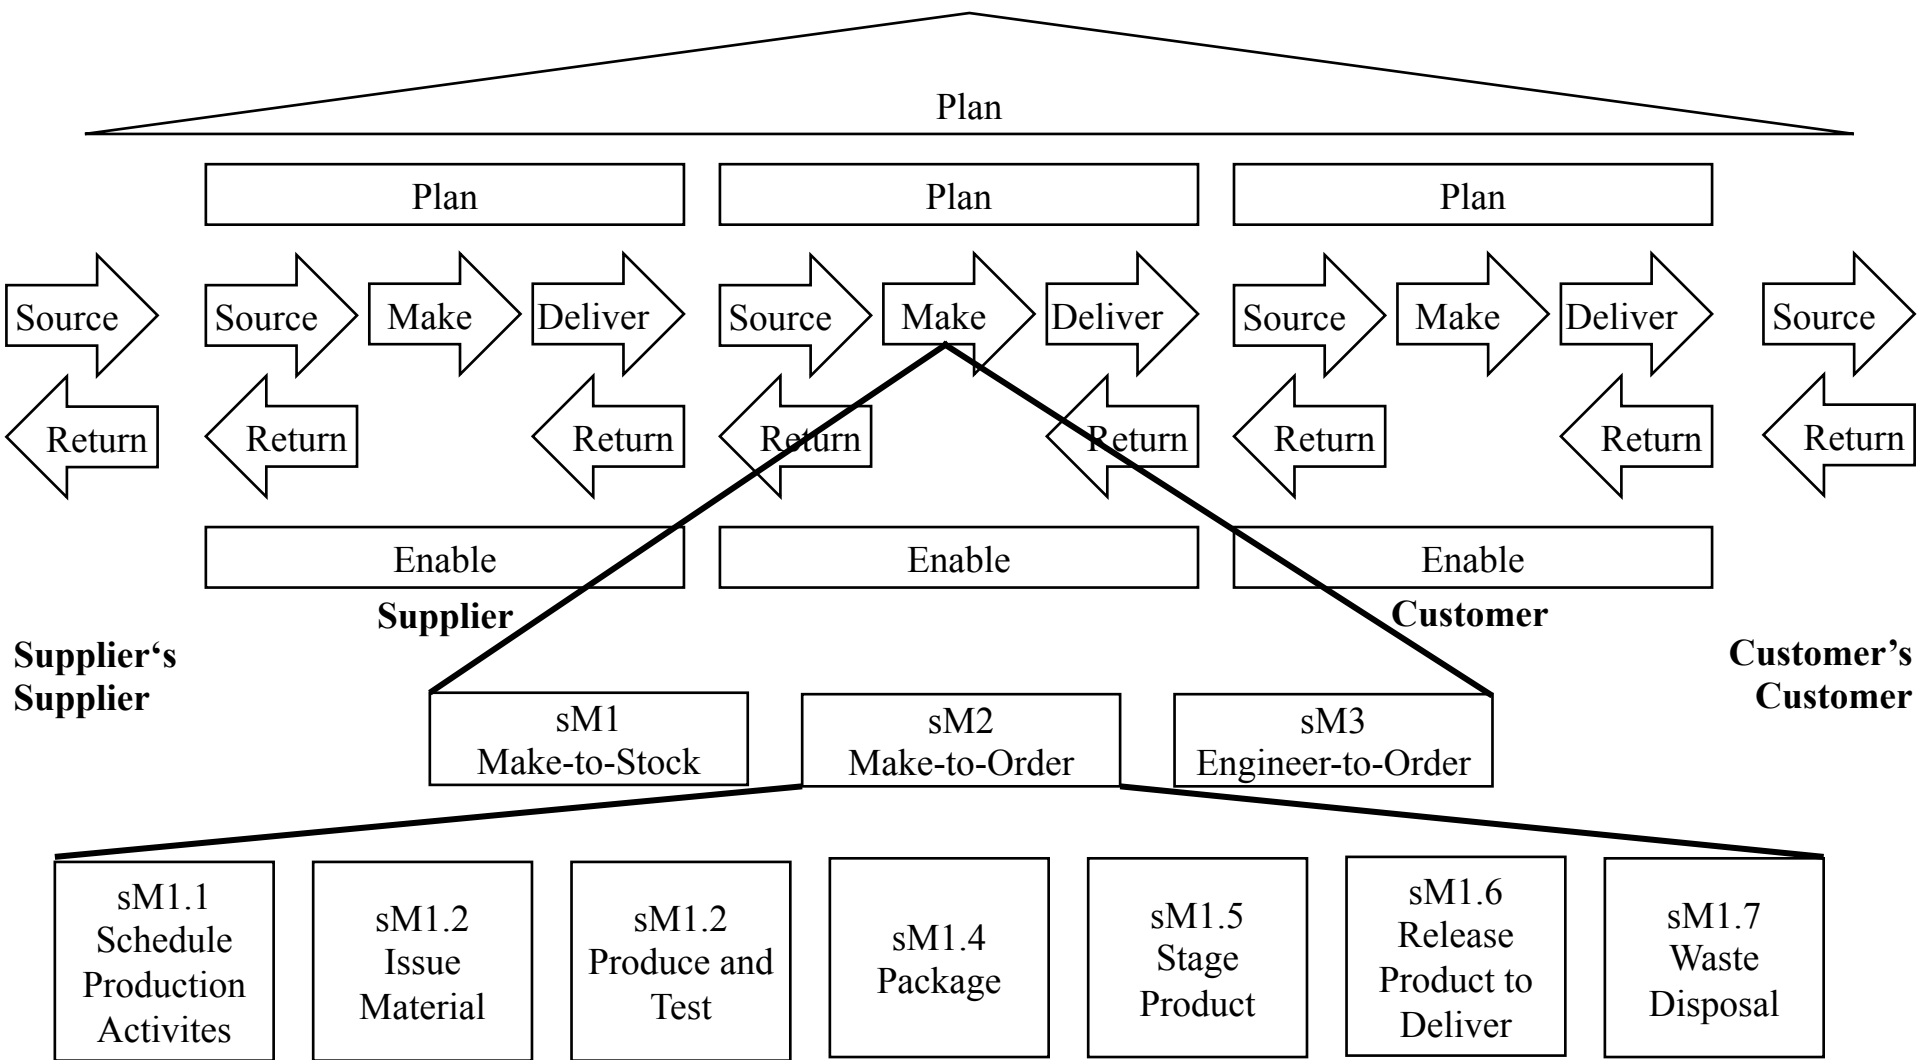 Plan
Plan
Plan
Plan
Source
Source
Make
Deliver
Source
Make
Deliver
Source
Make
Deliver
Source
Return
Return
Return
Return
Return
Return
Return
Return
Enable
Enable
Enable
Supplier
Customer
Supplier‘s
Supplier
Customer’s
Customer
sM1
Make-to-Stock
sM2
Make-to-Order
sM3
Engineer-to-Order
sM1.1
Schedule
Production
Activites
sM1.2
Issue
Material
sM1.2
Produce and
Test
sM1.4
Package
sM1.5
Stage
Product
sM1.6
Release
Product to
Deliver
sM1.7
Waste
Disposal